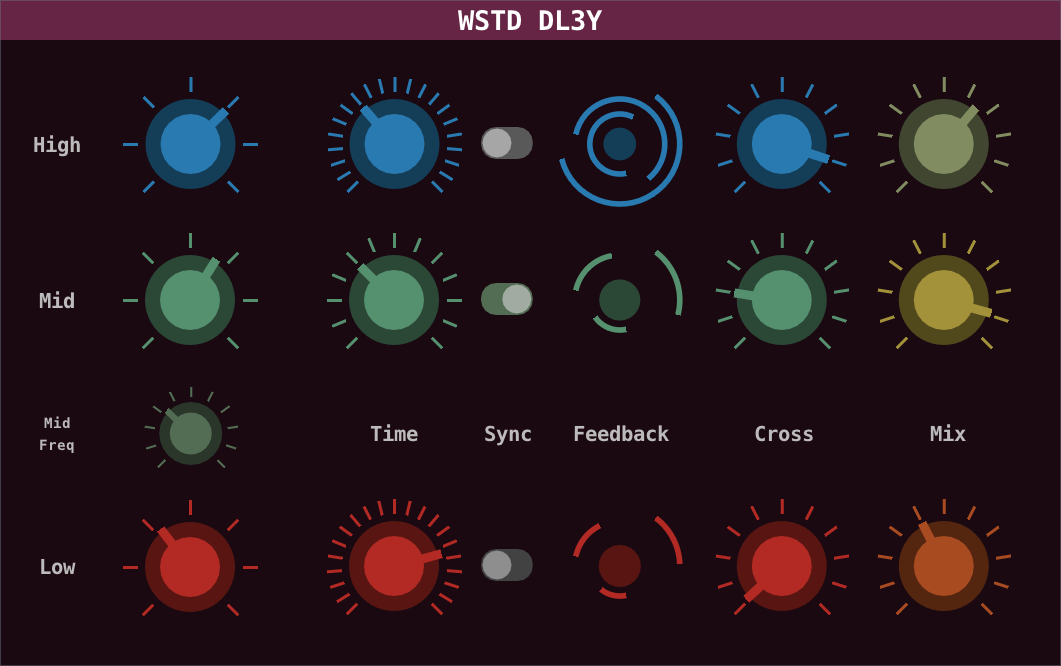 WSTD DL3Y
High
Mid
Mid
Freq
Time Sync Feedback Cross Mix
Low